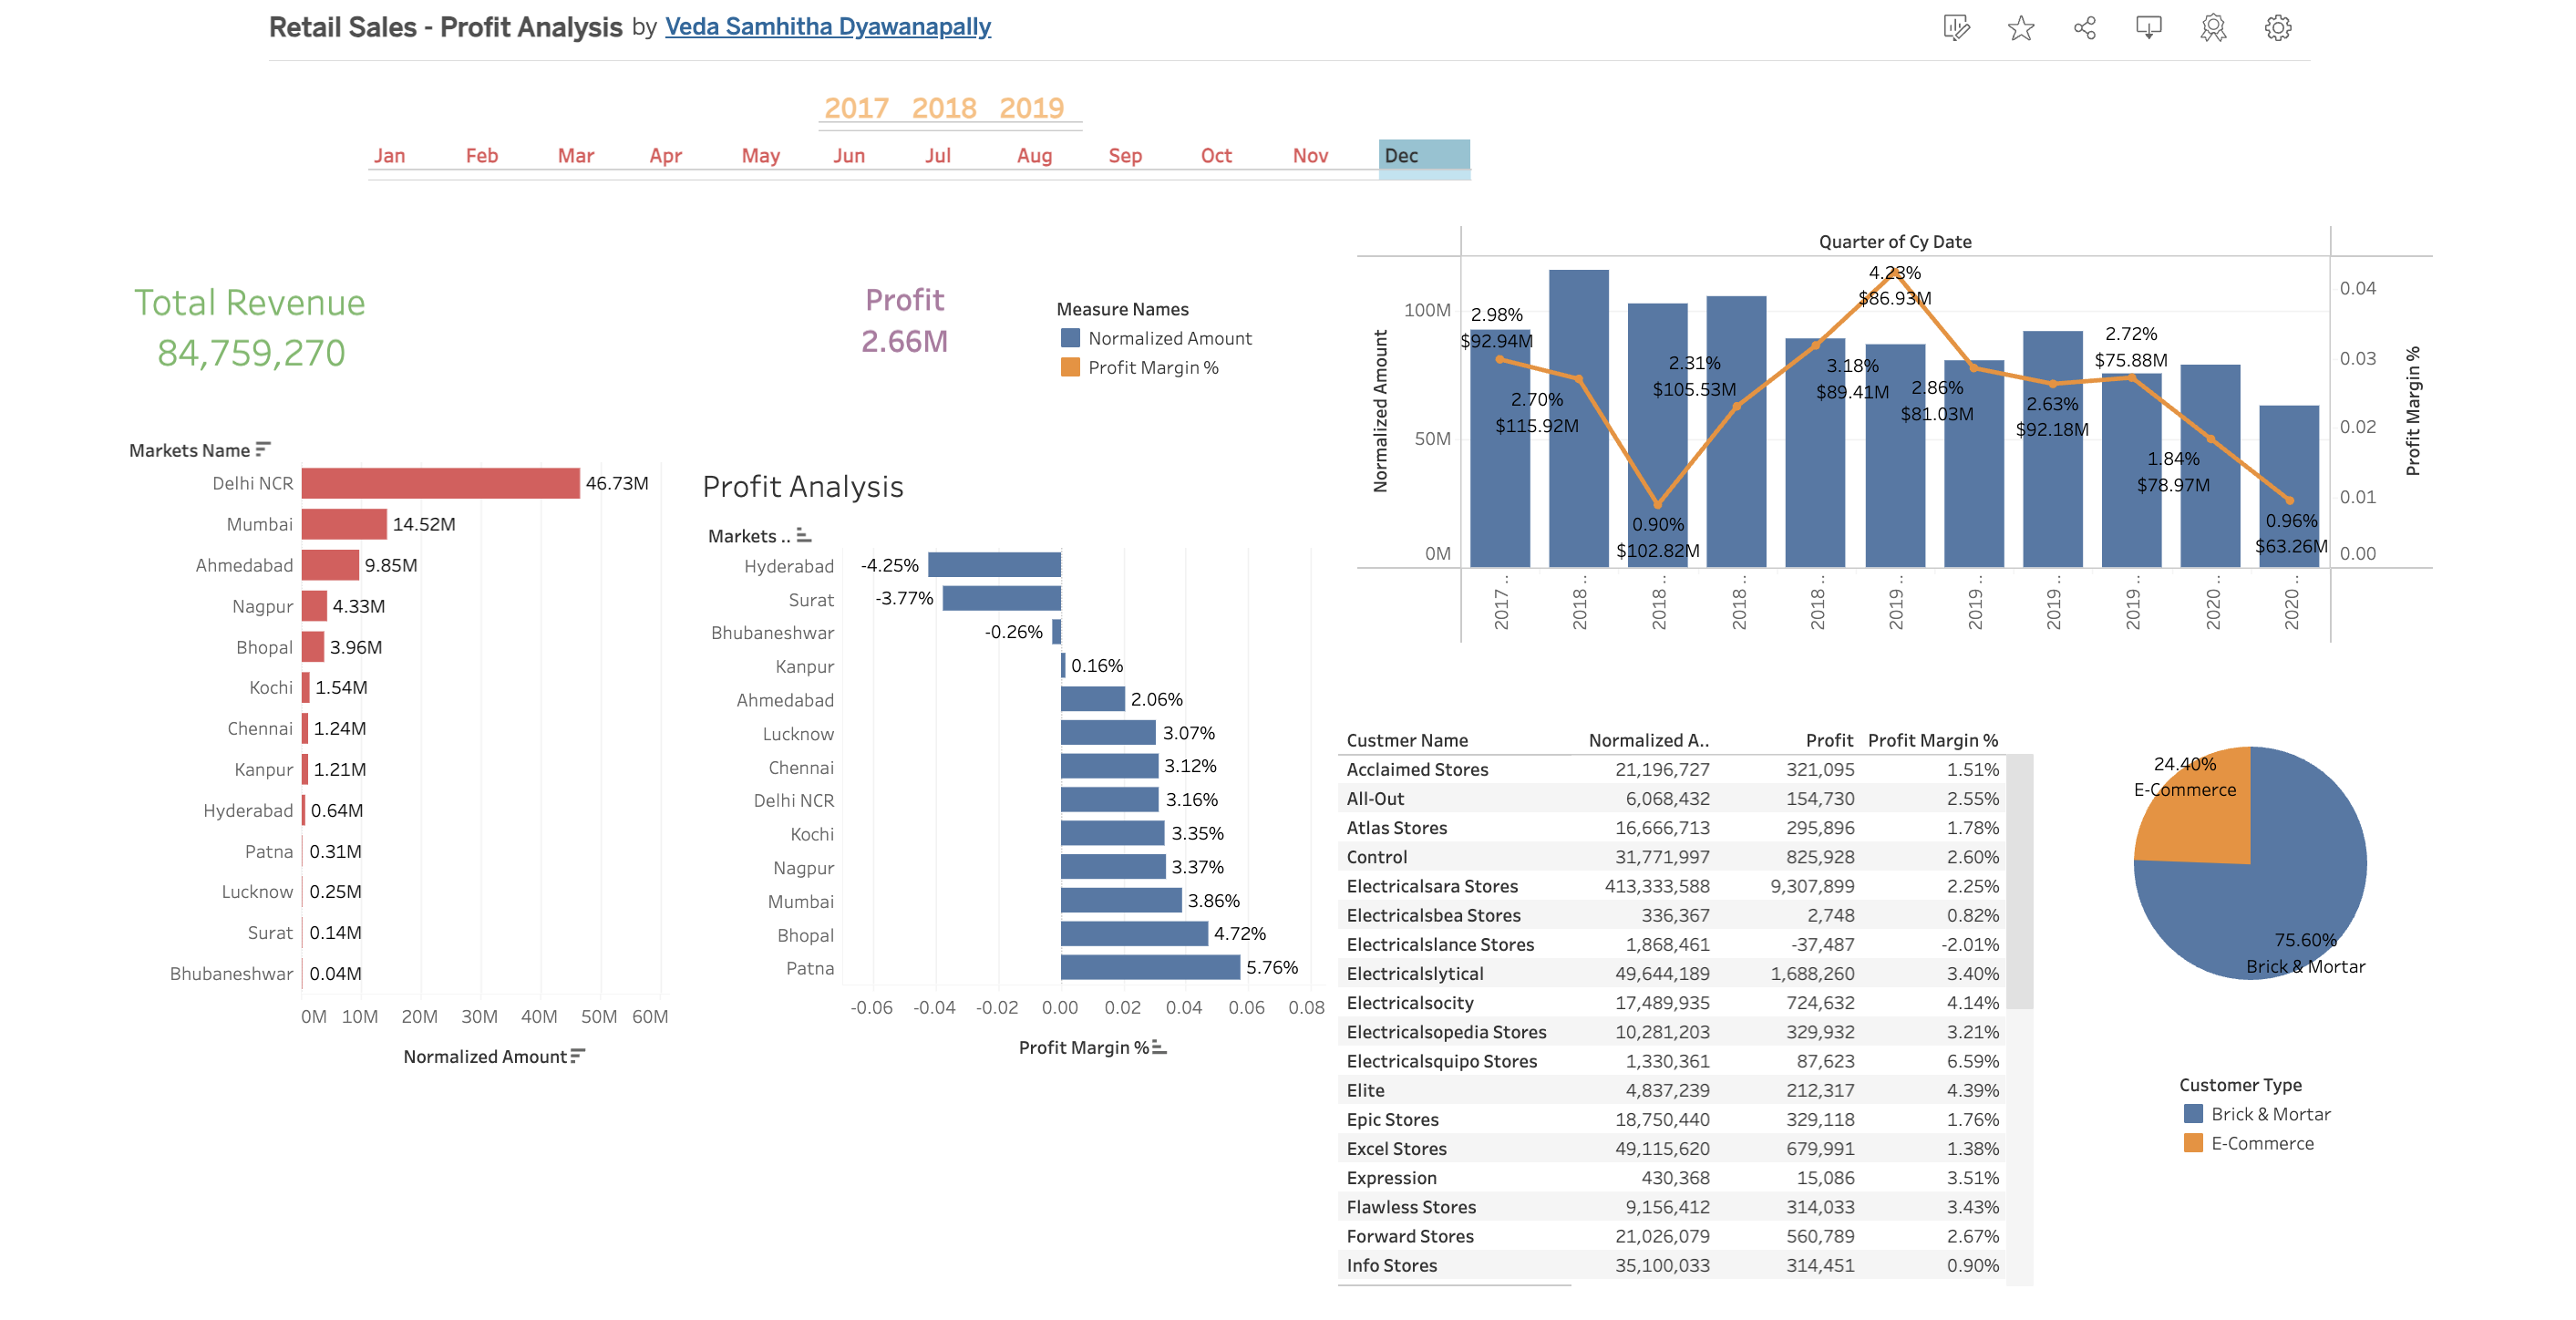 Retail Sales - Profit Analysis by Veda Samhitha Dyawanapally
2017 2018 2019
Jan Feb Mar Apr May Jun Jul Aug Sep Oct Nov Dec
Total Revenue
84,759,270
Profit
2.66M
Measure Names
Normalized Amount
Profit Margin %
Markets Name
Delhi NCR 46.73M
Mumbai 14.52M
Ahmedabad 9.85M
Nagpur 4.33M
Bhopal 3.96M
Kochi 1.54M
Chennai 1.24M
Kanpur 1.21M
Hyderabad 0.64M
Patna 0.31M
Lucknow 0.25M
Surat 0.14M
Bhubaneshwar 0.04M
0M 10M 20M 30M 40M 50M 60M
Normalized Amount
Profit Analysis
Markets ..
Hyderabad -4.25%
Surat -3.77%
Bhubaneshwar -0.26%
Kanpur 0.16%
Ahmedabad 2.06%
Lucknow 3.07%
Chennai 3.12%
Delhi NCR 3.16%
Kochi 3.35%
Nagpur 3.37%
Mumbai 3.86%
Bhopal 4.72%
Patna 5.76%
-0.06 -0.04 -0.02 0.00 0.02 0.04 0.06 0.08
Profit Margin %
Quarter of Cy Date
Normalized Amount
100M
50M
0M
2.98%
$92.94M
2.70%
$115.92M
0.90%
$102.82M
2.31%
$105.53M
3.18%
$89.41M
4.23%
$86.93M
2.86%
$81.03M
2.63%
$92.18M
2.72%
$75.88M
1.84%
$78.97M
0.96%
$63.26M
0.04
0.03
0.02
0.01
0.00
Profit Margin %
2017.. 2018.. 2018.. 2018.. 2018.. 2019.. 2019.. 2019.. 2019.. 2020.. 2020..
Custmer Name Normalized A.. Profit Profit Margin %
Acclaimed Stores 21,196,727 321,095 1.51%
All-Out 6,068,432 154,730 2.55%
Atlas Stores 16,666,713 295,896 1.78%
Control 31,771,997 825,928 2.60%
Electricalsara Stores 413,333,588 9,307,899 2.25%
Electricalsbea Stores 336,367 2,748 0.82%
Electricalslance Stores 1,868,461 -37,487 -2.01%
Electricalslytical 49,644,189 1,688,260 3.40%
Electricalsocity 17,489,935 724,632 4.14%
Electricalsopedia Stores 10,281,203 329,932 3.21%
Electricalsquipo Stores 1,330,361 87,623 6.59%
Elite 4,837,239 212,317 4.39%
Epic Stores 18,750,440 329,118 1.76%
Excel Stores 49,115,620 679,991 1.38%
Expression 430,368 15,086 3.51%
Flawless Stores 9,156,412 314,033 3.43%
Forward Stores 21,026,079 560,789 2.67%
Info Stores 35,100,033 314,451 0.90%
24.40%
E-Commerce
75.60%
Brick & Mortar
Customer Type
Brick & Mortar
E-Commerce